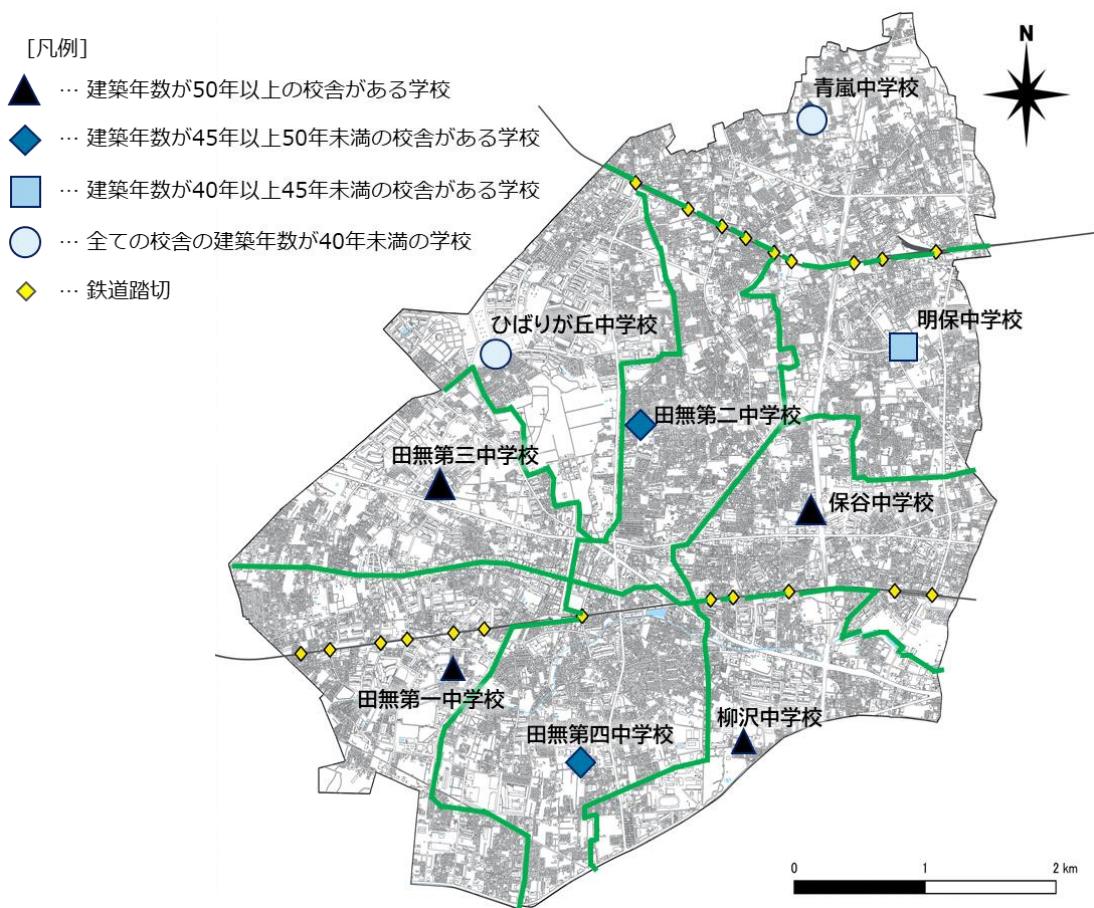 [凡例]
… 建築年数が50年以上の校舎がある学校
… 建築年数が45年以上50年未満の校舎がある学校
… 建築年数が40年以上45年未満の校舎がある学校
… 全ての校舎の建築年数が40年未満の学校
… 鉄道踏切
N
青嵐中学校
ひばりが丘中学校
明保中学校
田無第二中学校
田無第三中学校
保谷中学校
田無第一中学校
田無第四中学校
柳沢中学校
0 1 2 km